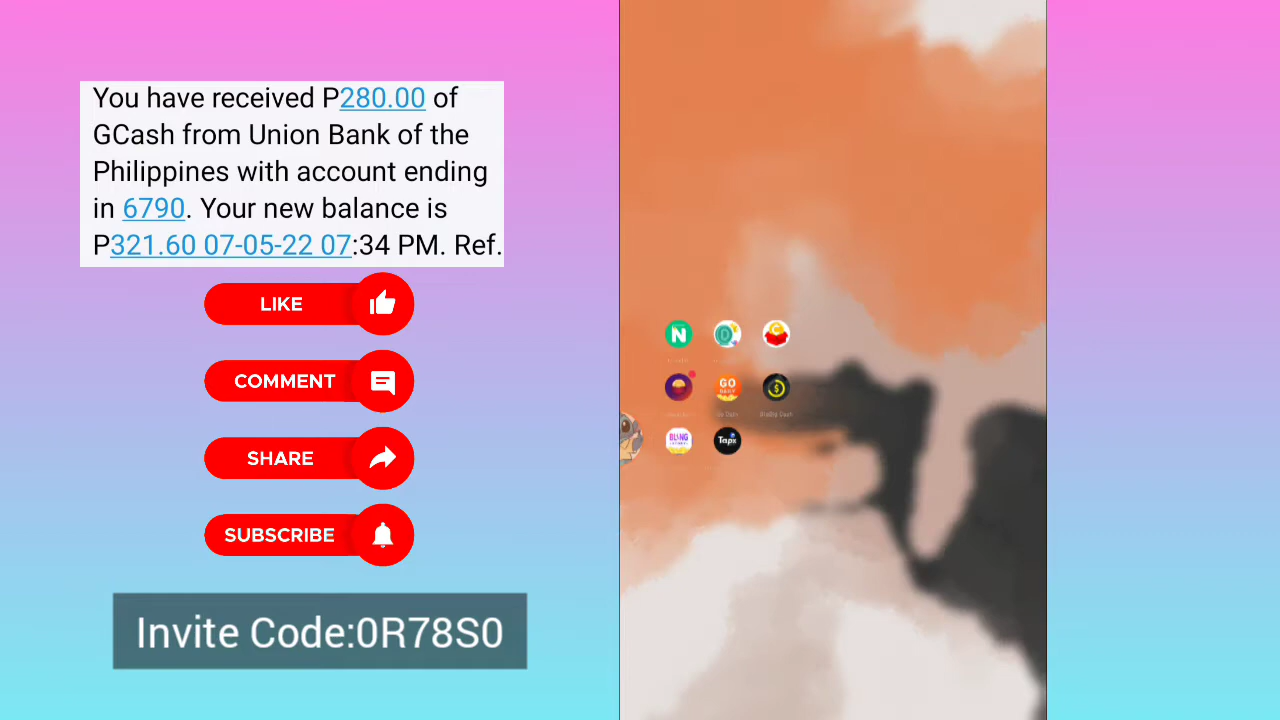 You have received P280.00 of
GCash from Union Bank of the
Philippines with account ending
in 6790. Your new balance is
P321.60 07-05-22 07:34 PM. Ref.
LIKE
COMMENT
SHARE
SUBSCRIBE
Invite Code:0R78S0
N
D
C
GO
$
BLING
Tapx